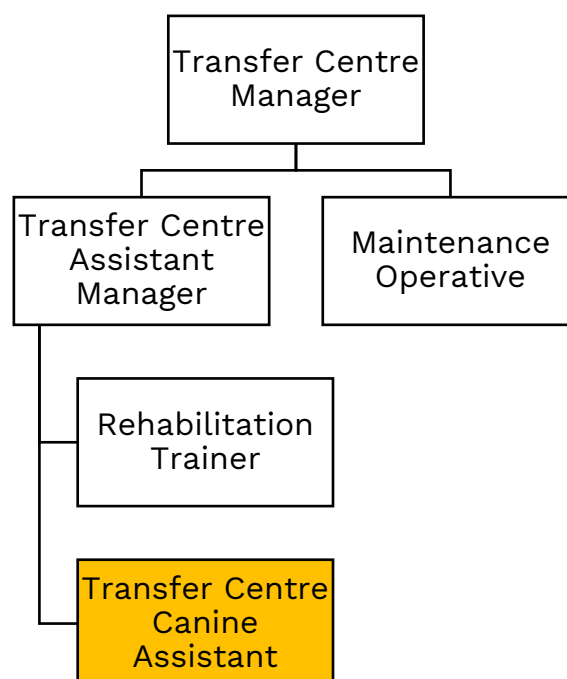 Transfer Centre
Manager
Transfer Centre
Assistant
Manager
Maintenance
Operative
Rehabilitation
Trainer
Transfer Centre
Canine
Assistant